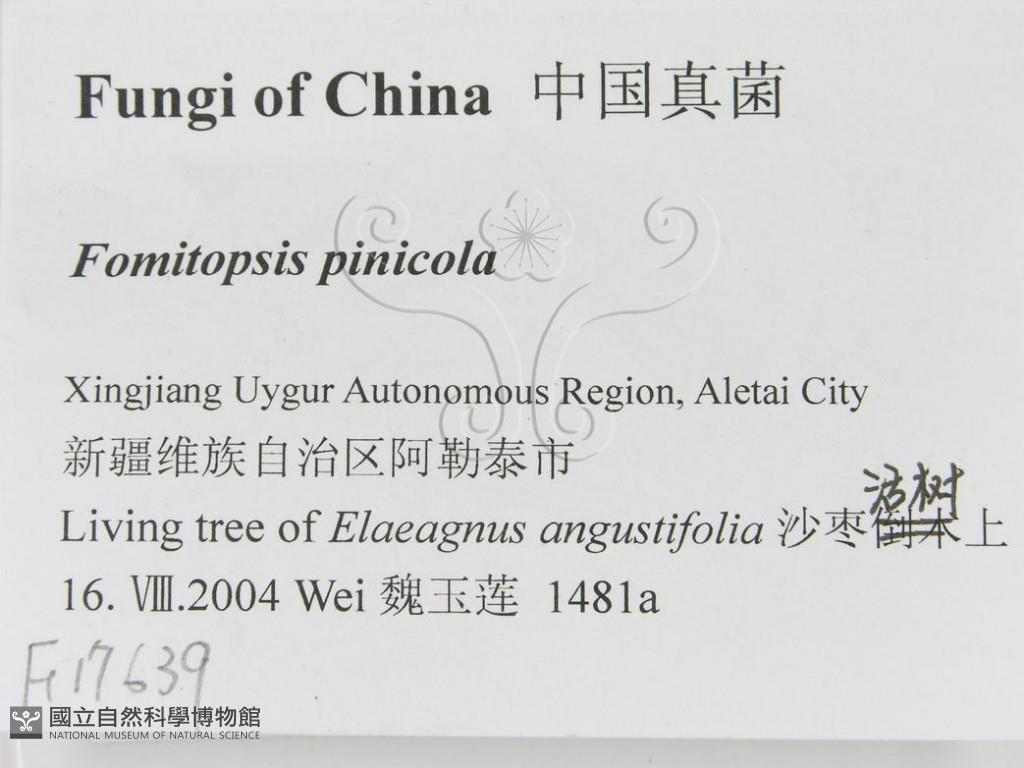 Fungi of China 中国真菌
Fomitopsis pinicola
Xingjiang Uygur Autonomous Region, Aletai City
新疆维族自治区阿勒泰市
活树
Living tree of Elaeagnus angustifolia 沙枣倒木上
16. Ⅷ.2004 Wei 魏玉莲 1481a
F17639
國立自然科學博物館
NATIONAL MUSEUM OF NATURAL SCIENCE